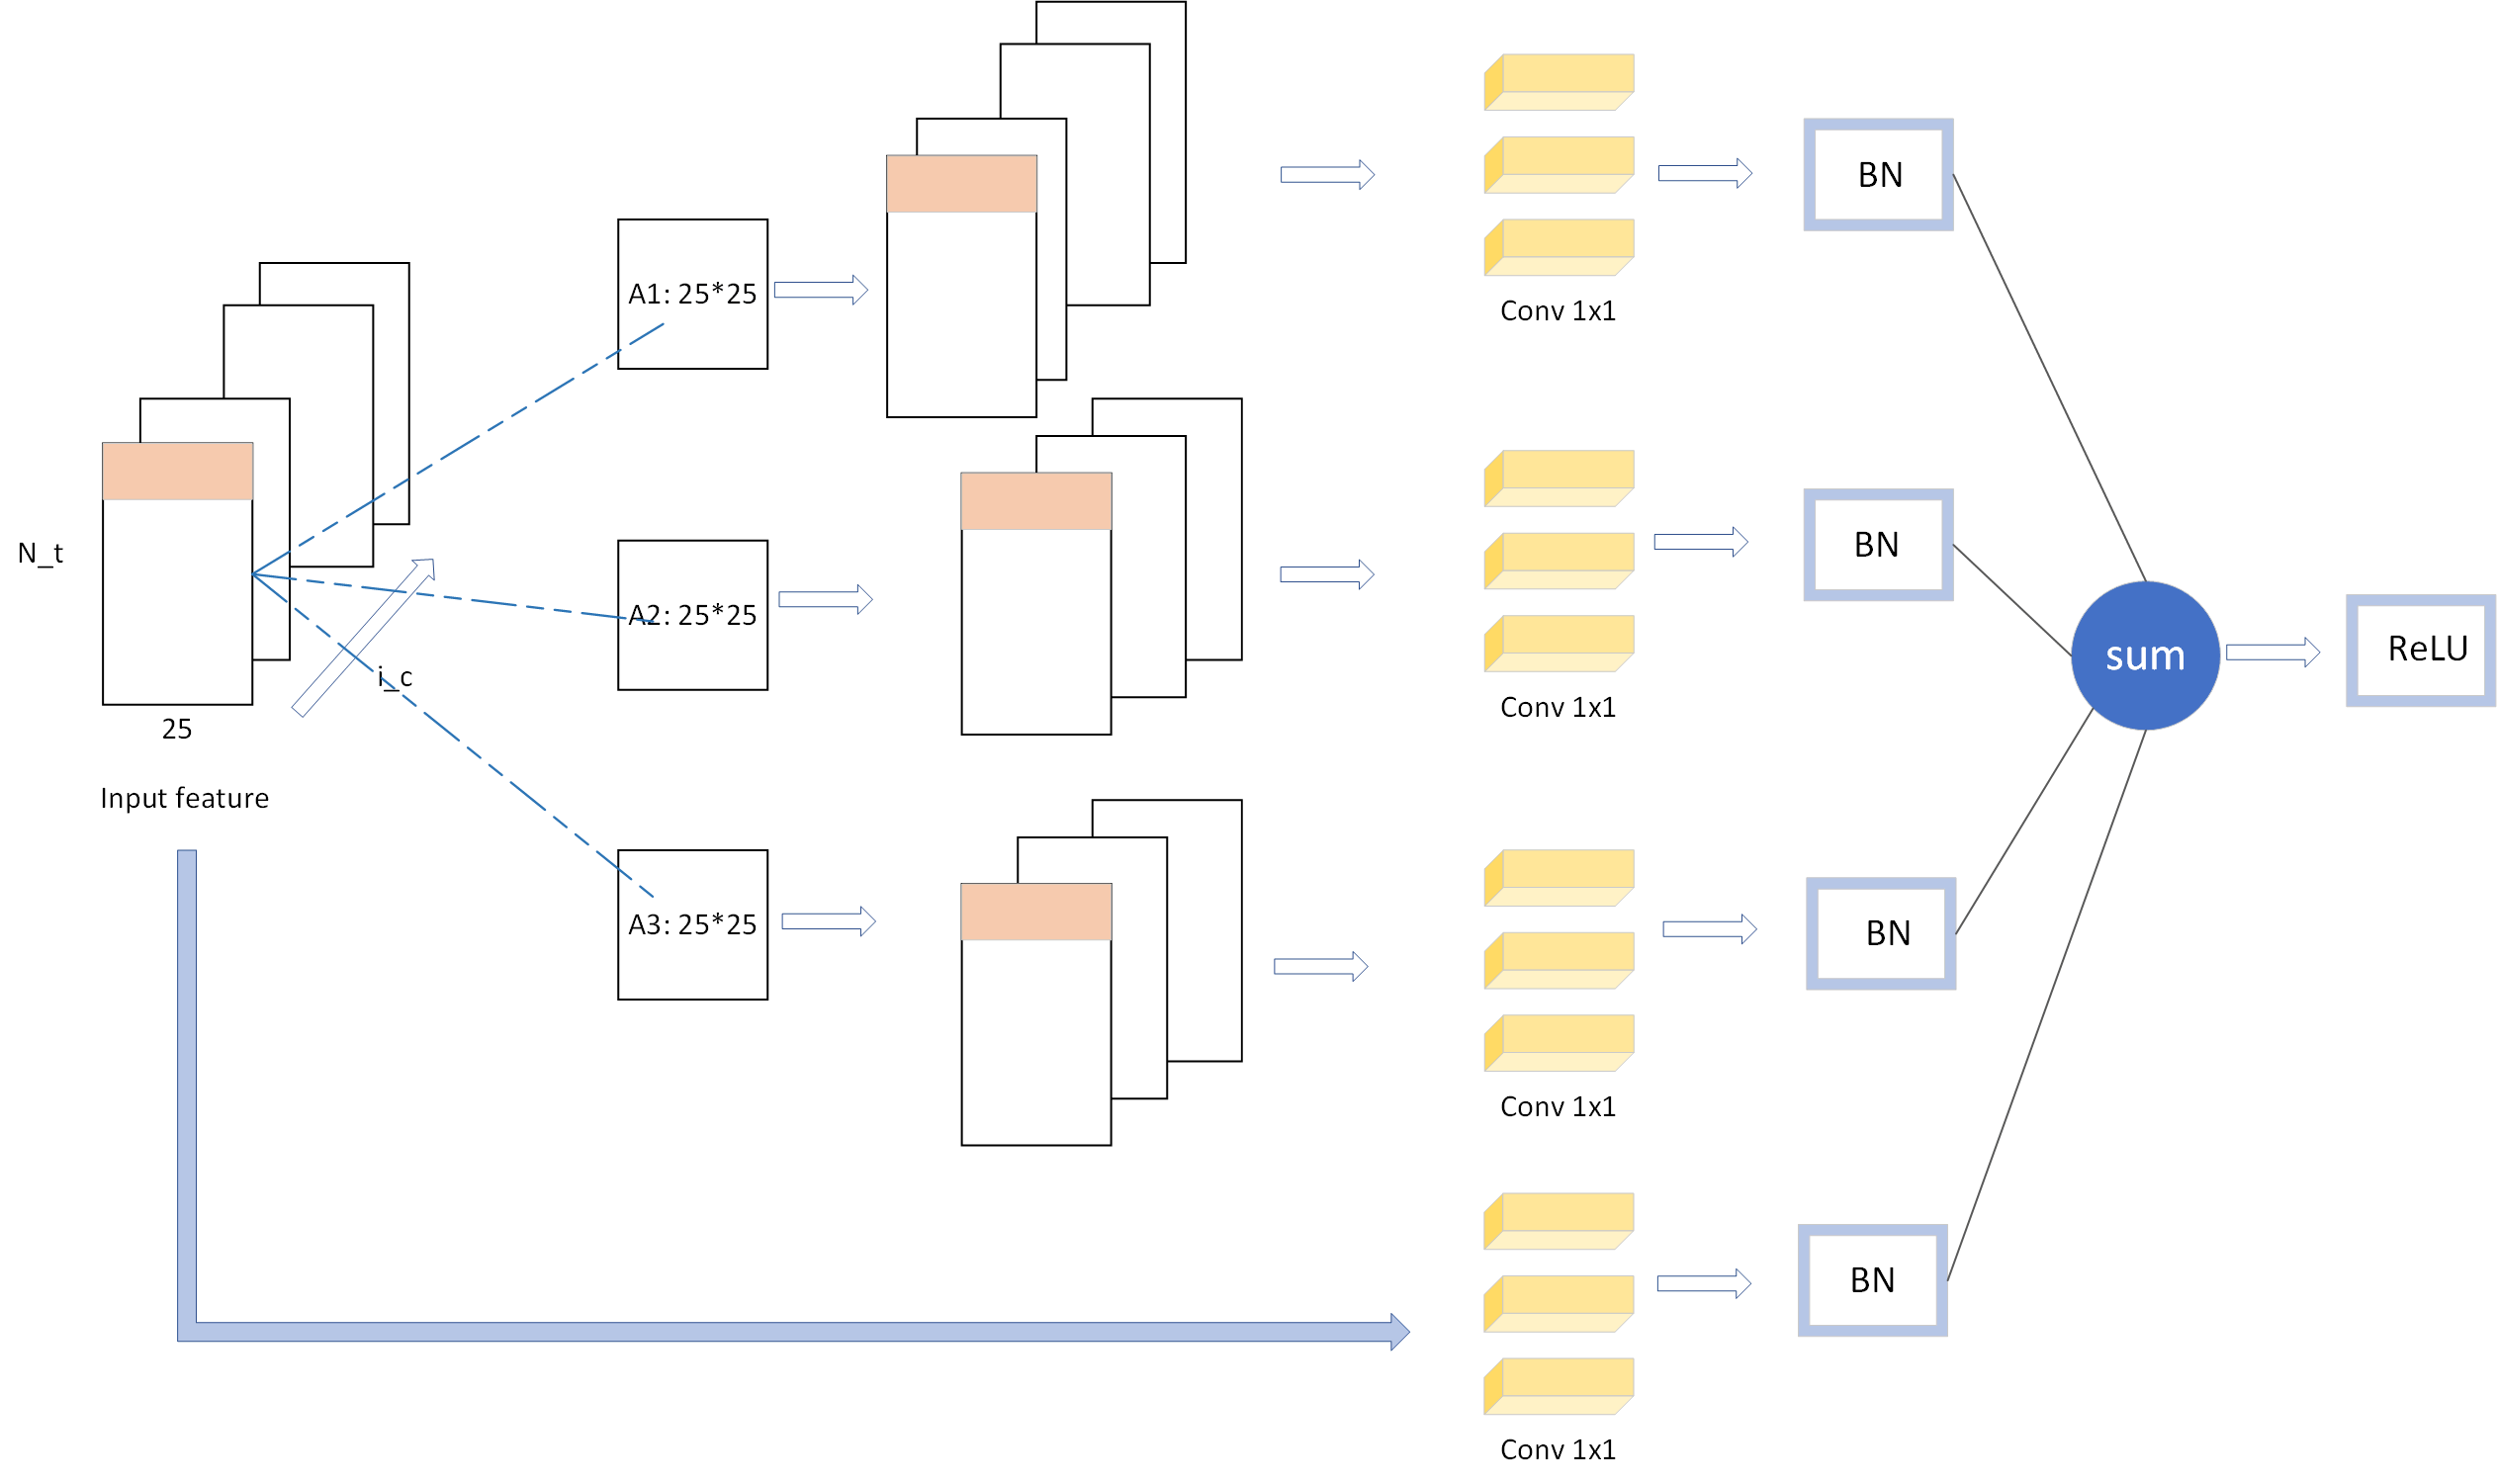 N_t
25
i_c
Input feature
A1: 25*25
A2: 25*25
A3: 25*25
Conv 1x1
Conv 1x1
Conv 1x1
Conv 1x1
BN
BN
BN
BN
sum
ReLU